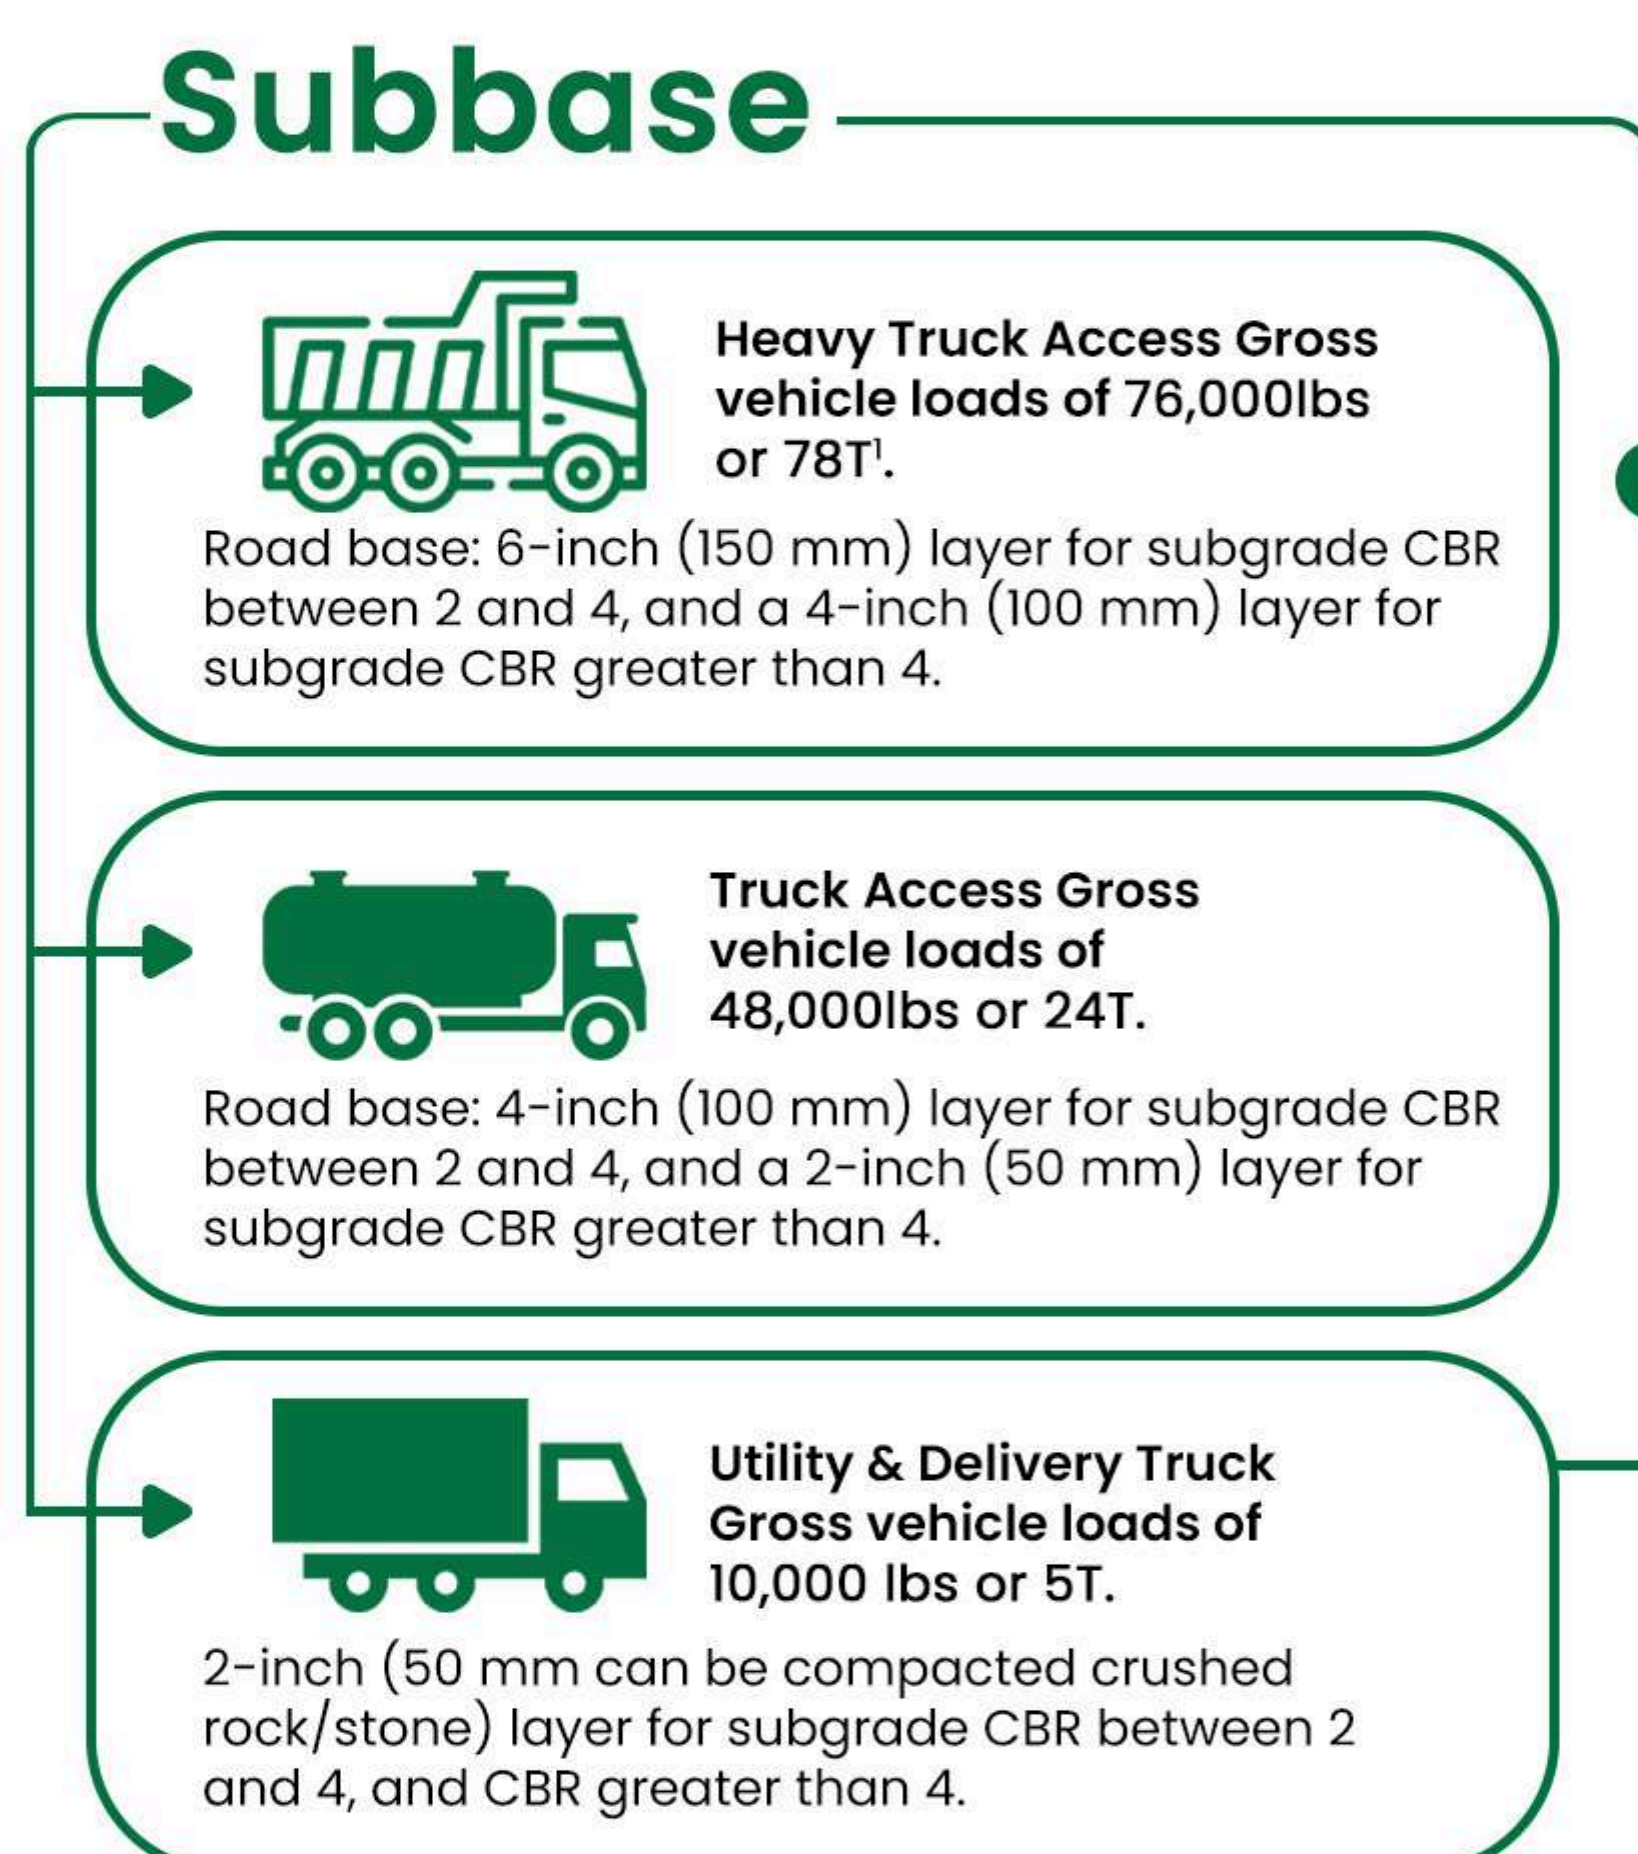 Subbase
Heavy Truck Access Gross
vehicle loads of 76,000lbs
or 78T¹.
Road base: 6-inch (150 mm) layer for subgrade CBR
between 2 and 4, and a 4-inch (100 mm) layer for
subgrade CBR greater than 4.
Truck Access Gross
vehicle loads of
48,000lbs or 24T.
Road base: 4-inch (100 mm) layer for subgrade CBR
between 2 and 4, and a 2-inch (50 mm) layer for
subgrade CBR greater than 4.
Utility & Delivery Truck
Gross vehicle loads of
10,000 lbs or 5T.
2-inch (50 mm can be compacted crushed
rock/stone) layer for subgrade CBR between 2
and 4, and CBR greater than 4.